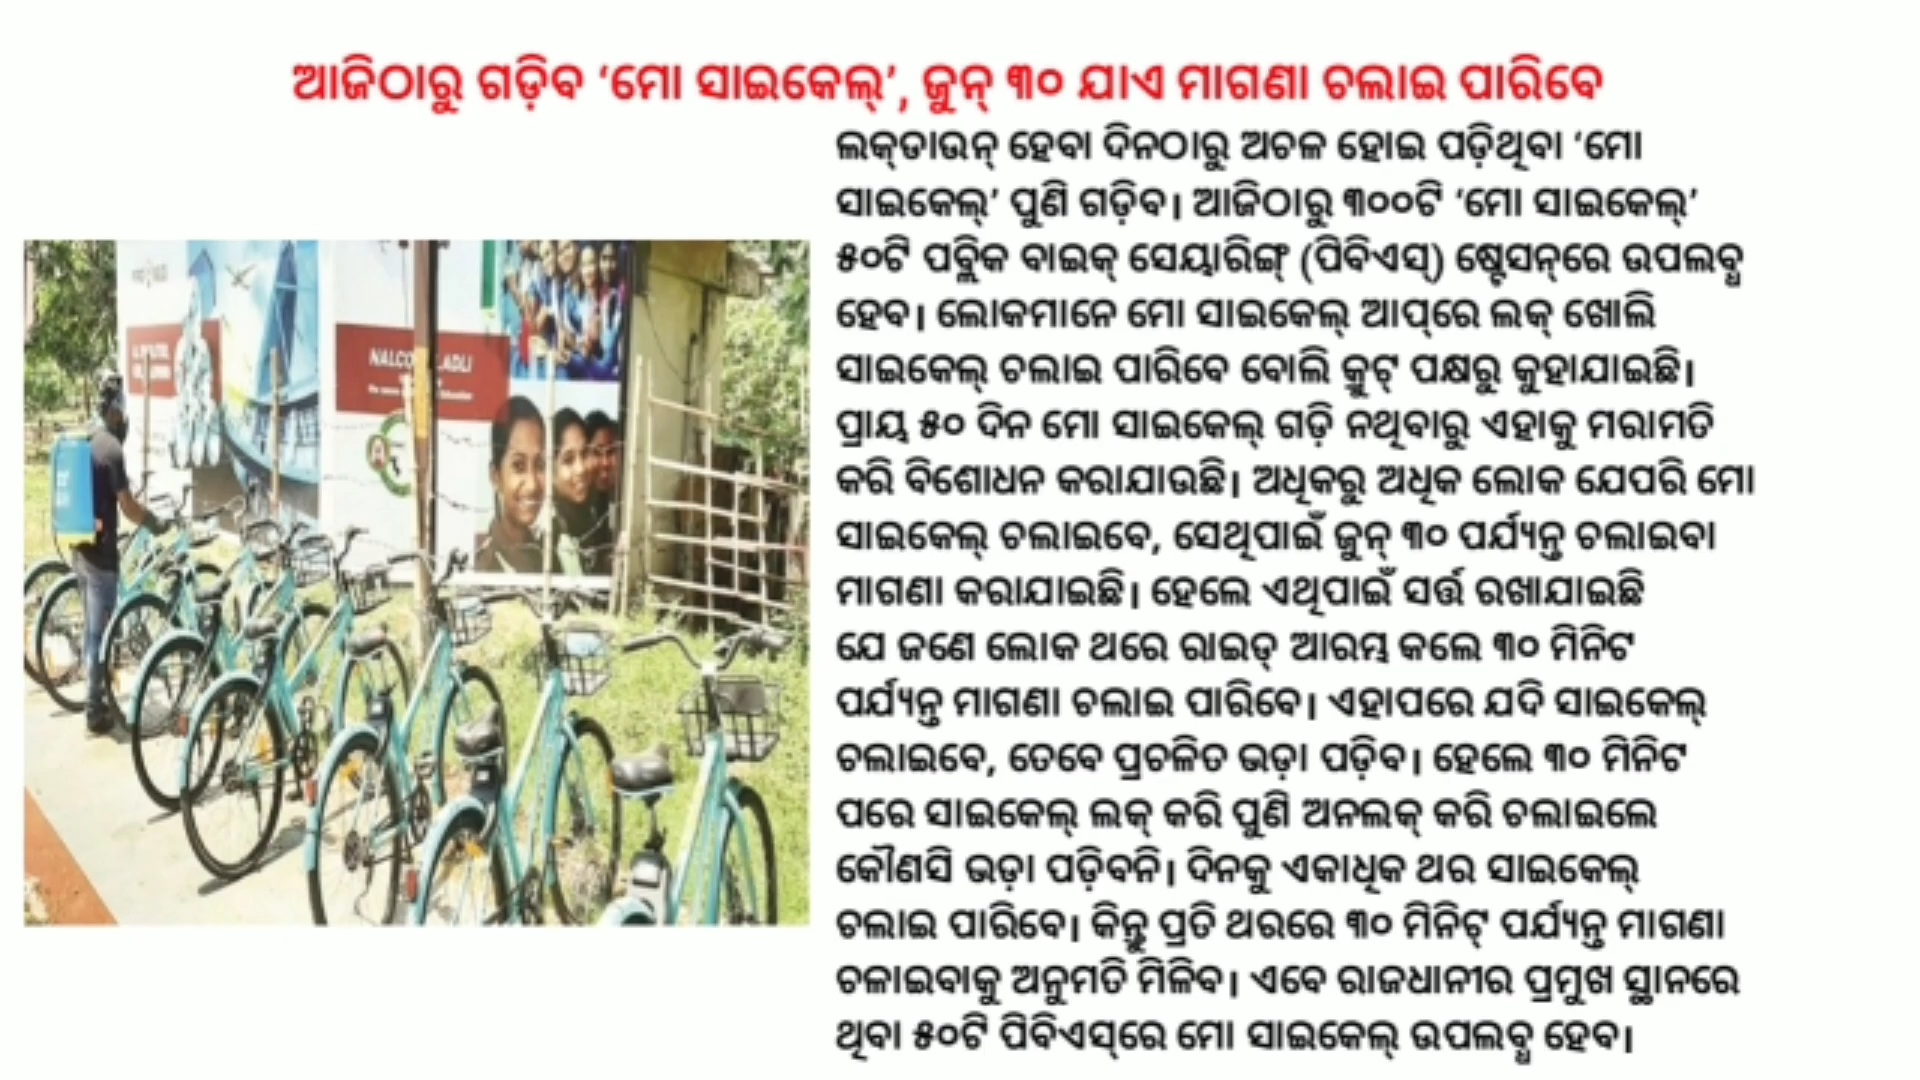 ଆଜିଠାରୁ ଗଡ଼ିବ ‘ମୋ ସାଇକେଲ୍’, ଜୁନ୍ ୩୦ ଯାଏ ମାଗଣା ଚଲାଇ ପାରିବେ
ଲକ୍‌ଡାଉନ୍ ହେବା ଦିନଠାରୁ ଅଚଳ ହୋଇ ପଡ଼ିଥିବା ‘ମୋ
ସାଇକେଲ୍’ ପୁଣି ଗଡ଼ିବ। ଆଜିଠାରୁ ୩୦୦ଟି ‘ମୋ ସାଇକେଲ୍’
୫୦ଟି ପବ୍ଲିକ ବାଇକ୍ ସେୟାରିଙ୍ଗ୍ (ପିବିଏସ୍) ଷ୍ଟେସନ୍‌ରେ ଉପଲବ୍ଧ
ହେବ। ଲୋକମାନେ ମୋ ସାଇକେଲ୍ ଆପ୍‌ରେ ଲକ୍ ଖୋଲି
ସାଇକେଲ୍ ଚଲାଇ ପାରିବେ ବୋଲି କ୍ରୁଟ୍ ପକ୍ଷରୁ କୁହାଯାଇଛି।
ପ୍ରାୟ ୫୦ ଦିନ ମୋ ସାଇକେଲ୍ ଗଡ଼ି ନଥିବାରୁ ଏହାକୁ ମରାମତି
କରି ବିଶୋଧନ କରାଯାଉଛି। ଅଧିକରୁ ଅଧିକ ଲୋକ ଯେପରି ମୋ
ସାଇକେଲ୍ ଚଲାଇବେ, ସେଥିପାଇଁ ଜୁନ୍ ୩୦ ପର୍ଯ୍ୟନ୍ତ ଚଲାଇବା
ମାଗଣା କରାଯାଇଛି। ହେଲେ ଏଥିପାଇଁ ସର୍ତ୍ତ ରଖାଯାଇଛି
ଯେ ଜଣେ ଲୋକ ଥରେ ରାଇଡ୍ ଆରମ୍ଭ କଲେ ୩୦ ମିନିଟ
ପର୍ଯ୍ୟନ୍ତ ମାଗଣା ଚଲାଇ ପାରିବେ। ଏହାପରେ ଯଦି ସାଇକେଲ୍
ଚଲାଇବେ, ତେବେ ପ୍ରଚଳିତ ଭଡ଼ା ପଡ଼ିବ। ହେଲେ ୩୦ ମିନିଟ
ପରେ ସାଇକେଲ୍ ଲକ୍ କରି ପୁଣି ଅନଲକ୍ କରି ଚଲାଇଲେ
କୌଣସି ଭଡ଼ା ପଡ଼ିବନି। ଦିନକୁ ଏକାଧିକ ଥର ସାଇକେଲ୍
ଚଲାଇ ପାରିବେ। କିନ୍ତୁ ପ୍ରତି ଥରରେ ୩୦ ମିନିଟ୍ ପର୍ଯ୍ୟନ୍ତ ମାଗଣା
ଚଳାଇବାକୁ ଅନୁମତି ମିଳିବ। ଏବେ ରାଜଧାନୀର ପ୍ରମୁଖ ସ୍ଥାନରେ
ଥିବା ୫୦ଟି ପିବିଏସ୍‌ରେ ମୋ ସାଇକେଲ୍ ଉପଲବ୍ଧ ହେବ।